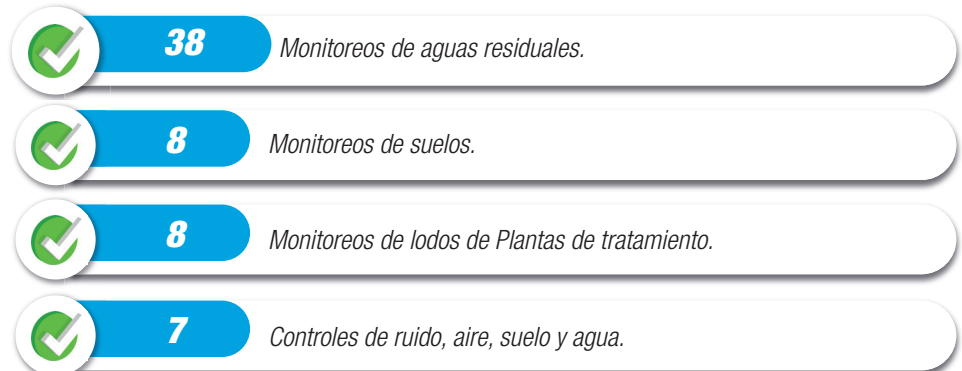 38 Monitoreos de aguas residuales.
8 Monitoreos de suelos.
8 Monitoreos de lodos de Plantas de tratamiento.
7 Controles de ruido, aire, suelo y agua.